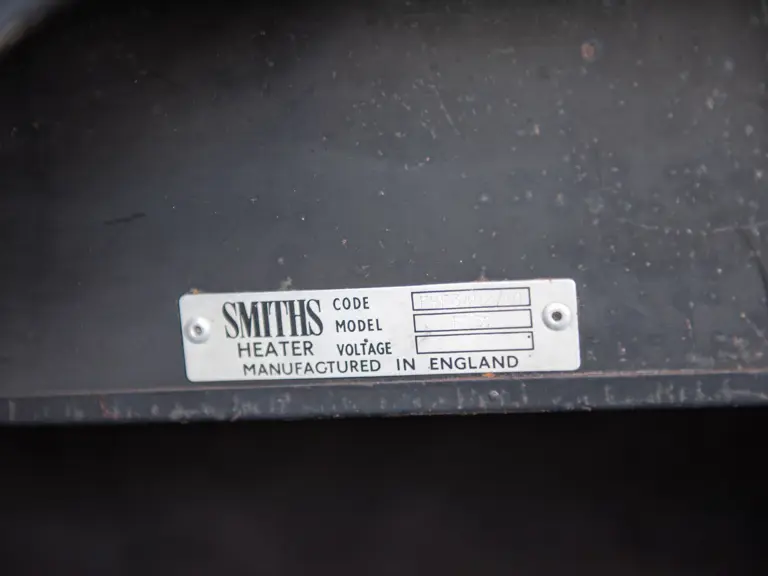 SMITHS CODE
MODEL
HEATER VOLTAGE
MANUFACTURED IN ENGLAND